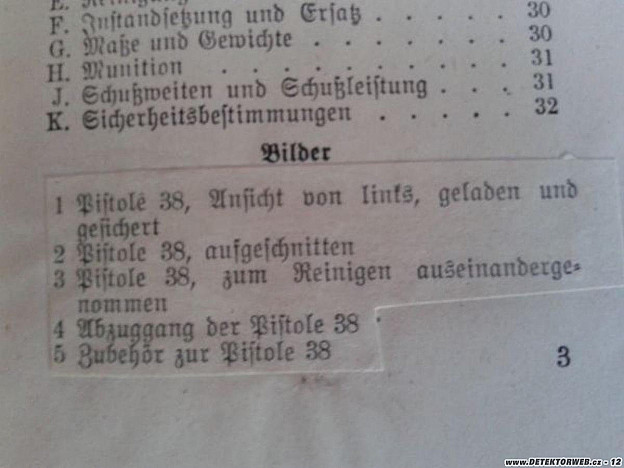 E. Reinigung
F. Instandsetzung und Ersatz . . . . . 30
G. Maße und Gewichte . . . . . . . 30
H. Munition . . . . . . . . . . 31
J. Schußweiten und Schußleistung . . . . 31
K. Sicherheitsbestimmungen . . . . . 32
Bilder
1 Pistole 38, Ansicht von links, geladen und
gesichert
2 Pistole 38, aufgeschnitten
3 Pistole 38, zum Reinigen auseinanderge-
nommen
4 Abzuggang der Pistole 38
5 Zubehör zur Pistole 38
3
www.DETEKTORWEB.cz - 12